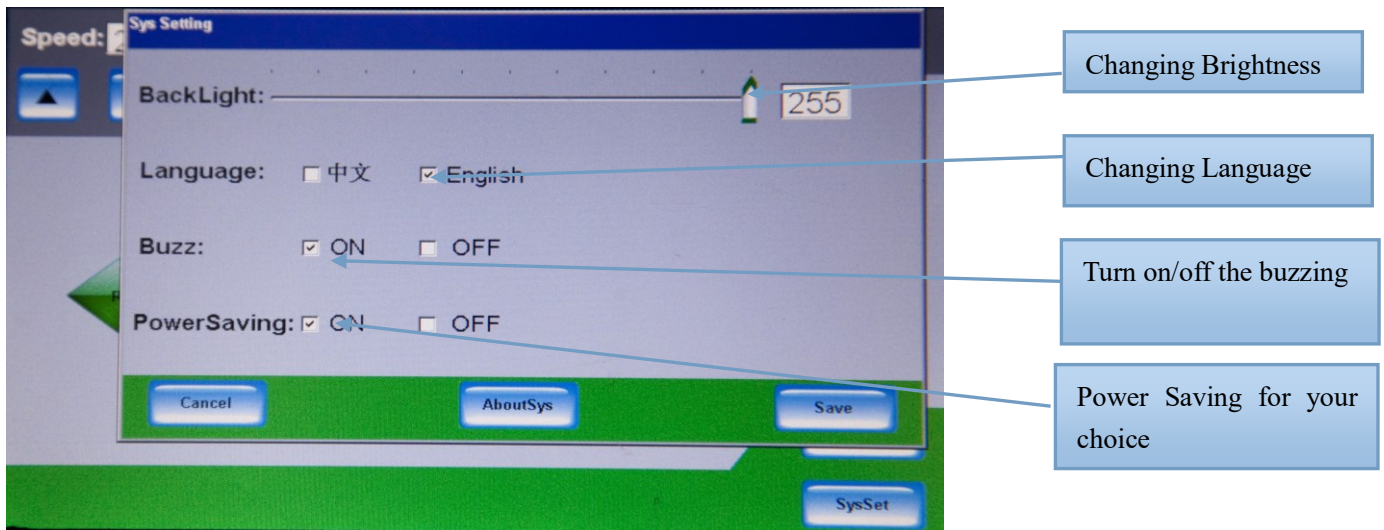 Sys Setting
Speed:
BackLight: 255
Language: 中文 English
Buzz: ON OFF
PowerSaving: ON OFF
Cancel AboutSys Save
SysSet
Changing Brightness
Changing Language
Turn on/off the buzzing
Power Saving for your
choice